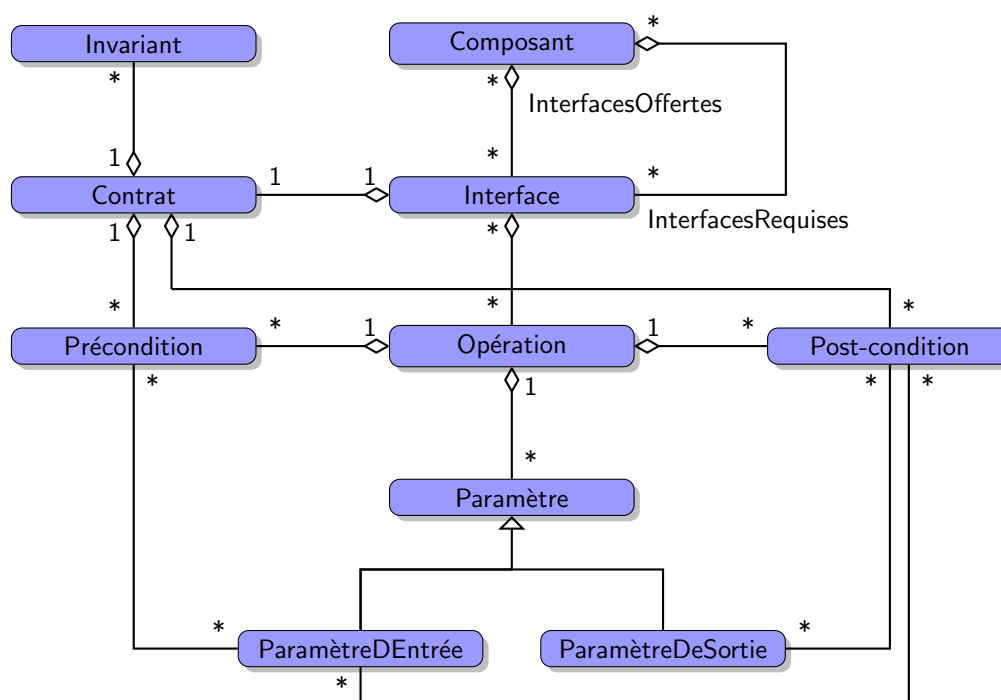 *
Invariant
Composant
*
*
InterfacesOffertes
1
*
*
1
1
Contrat
Interface
1
1
*
InterfacesRequises
*
*
*
*
1
1
*
Précondition
Opération
Post-condition
*
1
*
*
*
Paramètre
*
*
ParamètreDEntrée
ParamètreDeSortie
*